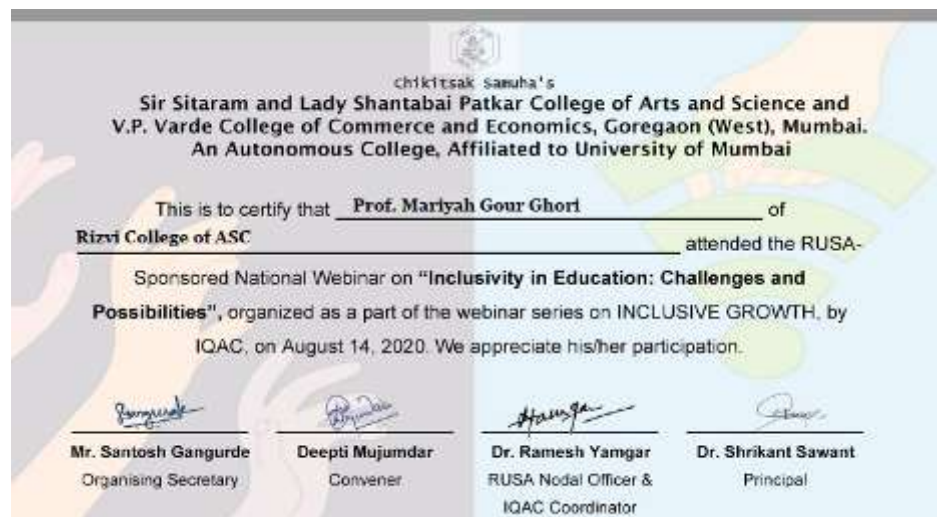 Chikitsak Samuha's
Sir Sitaram and Lady Shantabai Patkar College of Arts and Science and
V.P. Varde College of Commerce and Economics, Goregaon (West), Mumbai.
An Autonomous College, Affiliated to University of Mumbai
This is to certify that Prof. Mariyah Gour Ghori of
Rizvi College of ASC attended the RUSA-
Sponsored National Webinar on "Inclusivity in Education: Challenges and
Possibilities", organized as a part of the webinar series on INCLUSIVE GROWTH, by
IQAC, on August 14, 2020. We appreciate his/her participation.
Mr. Santosh Gangurde Deepti Mujumdar Dr. Ramesh Yamgar Dr. Shrikant Sawant
Organising Secretary Convener RUSA Nodal Officer & Principal
IQAC Coordinator